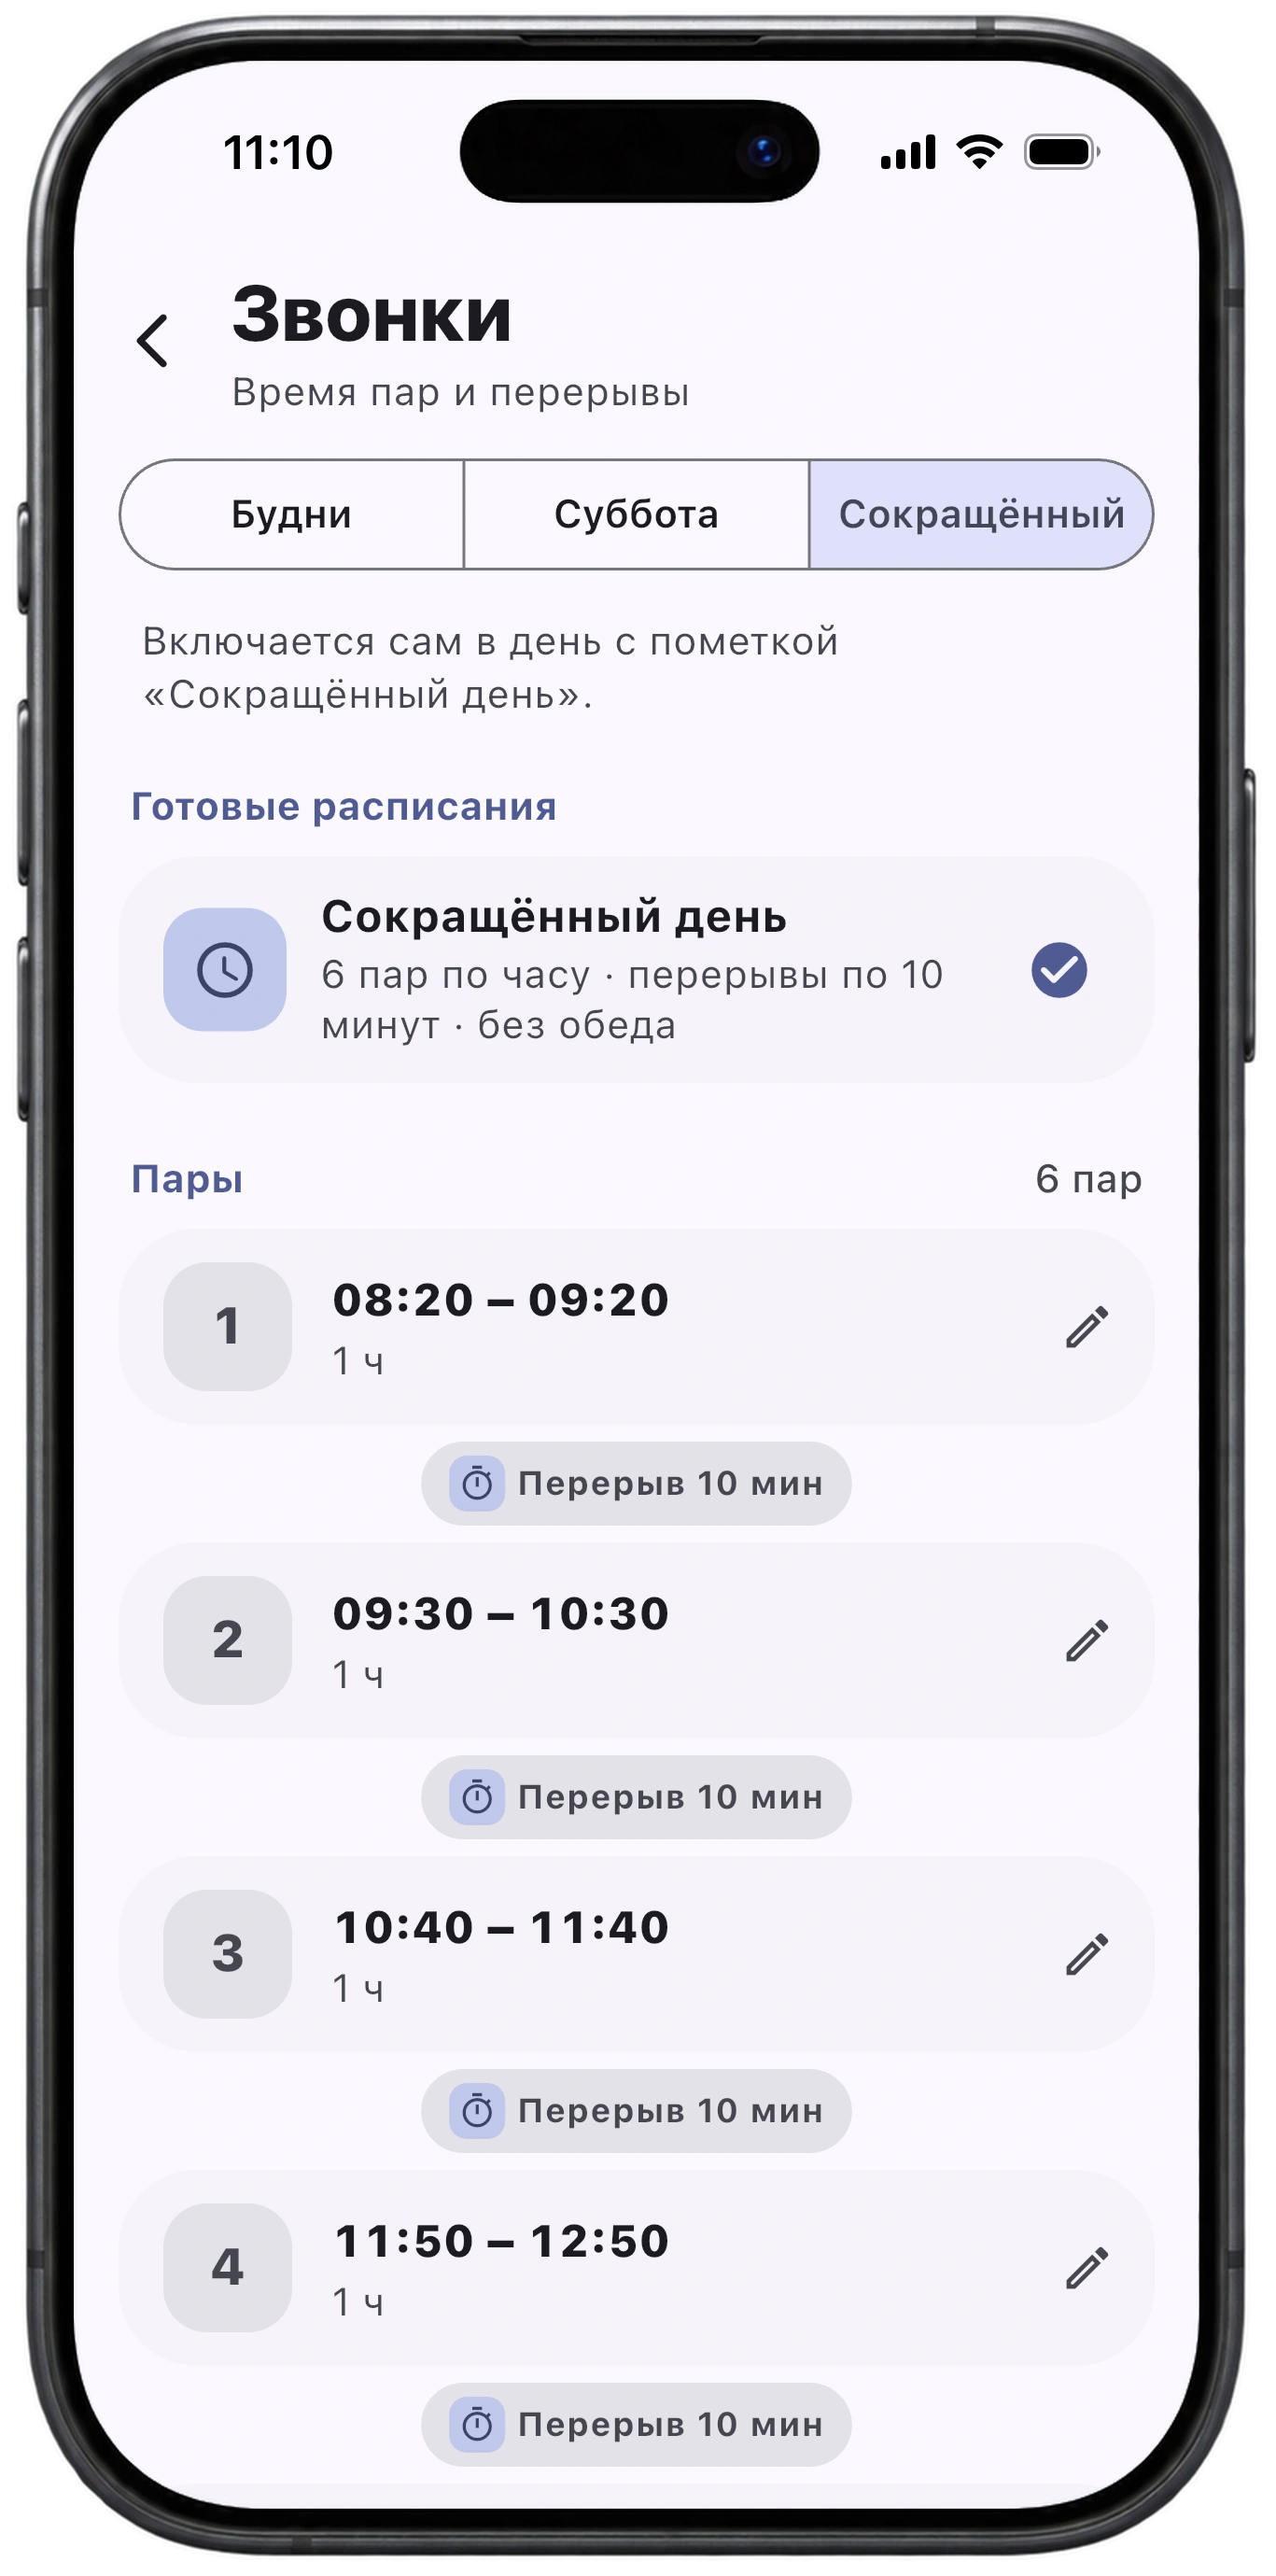 11:10
Звонки
Время пар и перерывы
Будни
Суббота
Сокращённый
Включается сам в день с пометкой
«Сокращённый день».
Готовые расписания
Сокращённый день
6 пар по часу · перерывы по 10
минут · без обеда
Пары
6 пар
1
08:20 – 09:20
1 ч
Перерыв 10 мин
2
09:30 – 10:30
1 ч
Перерыв 10 мин
3
10:40 – 11:40
1 ч
Перерыв 10 мин
4
11:50 – 12:50
1 ч
Перерыв 10 мин